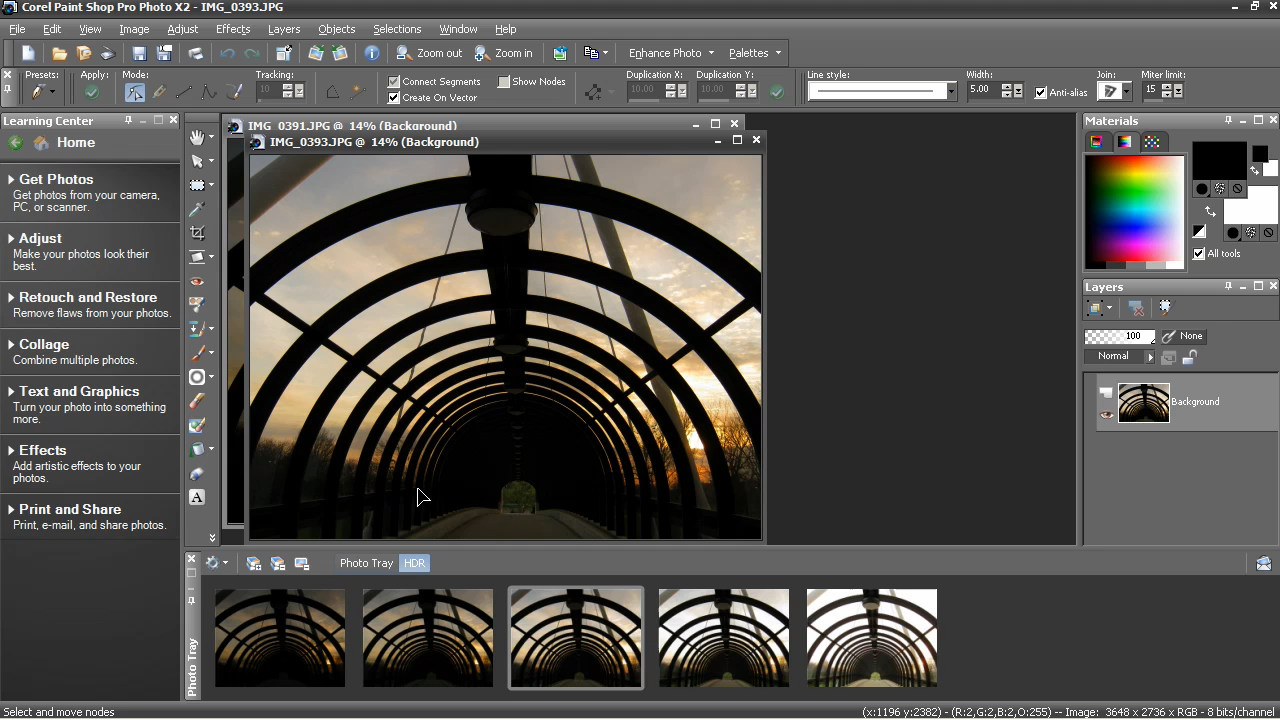 Corel Paint Shop Pro Photo X2 - IMG_0393.JPG
File Edit View Image Adjust Effects Layers Objects Selections Window Help
Zoom out Zoom in Enhance Photo Palettes
Presets: Apply: Mode: Tracking: Connect Segments Show Nodes Duplication X: Duplication Y: Line style: Width: Join: Miter limit:
10 Create On Vector 10.00 10.00 5.00 Anti-alias 15
Learning Center
Home
Get Photos
Get photos from your camera,
PC, or scanner.
Adjust
Make your photos look their
best.
Retouch and Restore
Remove flaws from your photos.
Collage
Combine multiple photos.
Text and Graphics
Turn your photo into something
more.
Effects
Add artistic effects to your
photos.
Print and Share
Print, e-mail, and share photos.
IMG_0391.JPG @ 14% (Background)
IMG_0393.JPG @ 14% (Background)
Materials
All tools
Layers
100 None
Normal
Background
Photo Tray HDR
Photo Tray
Select and move nodes
(x:1196 y:2382) - (R:2,G:2,B:2,O:255) -- Image: 3648 x 2736 x RGB - 8 bits/channel